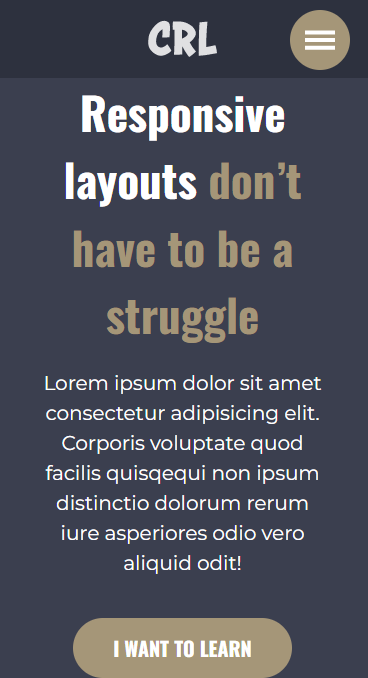 CRL
Responsive
layouts don’t
have to be a
struggle
Lorem ipsum dolor sit amet
consectetur adipisicing elit.
Corporis voluptate quod
facilis quisqequi non ipsum
distinctio dolorum rerum
iure asperiores odio vero
aliquid odit!
I WANT TO LEARN